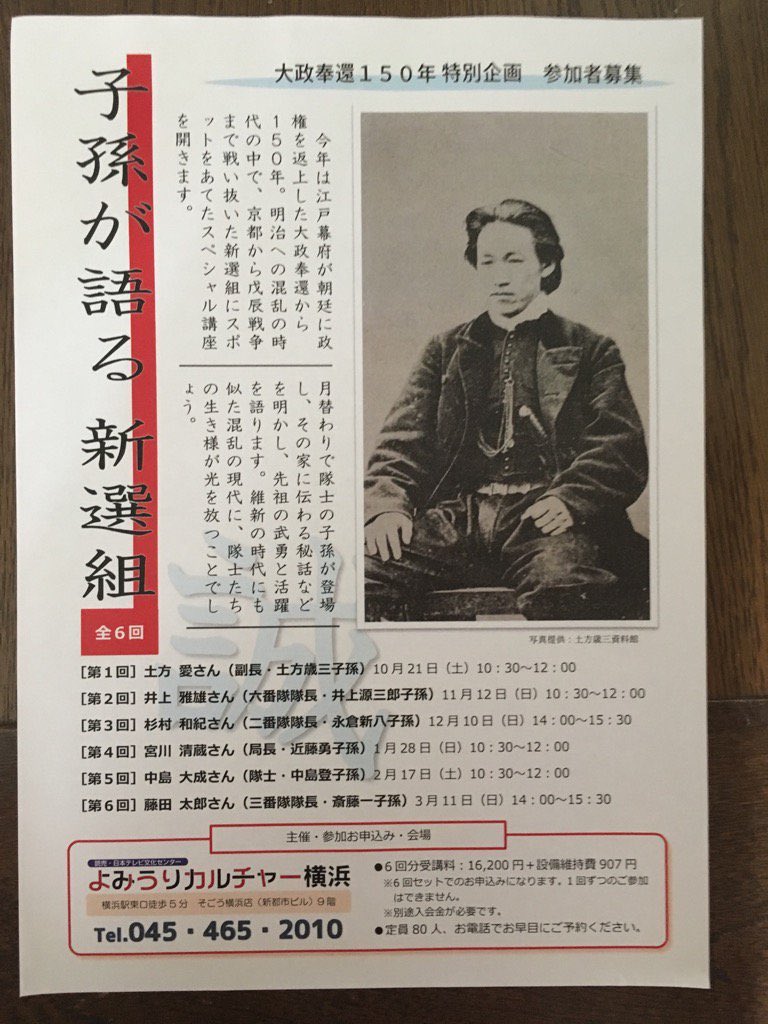 大政奉還１５０年 特別企画　参加者募集
子孫が語る 新選組
全６回
今年は江戸幕府が朝廷に政
権を返上した大政奉還から
１５０年。明治への混乱の時
代の中で、京都から戊辰戦争
まで戦い抜いた新選組にスポ
ットをあてたスペシャル講座
を開きます。
月替わりで隊士の子孫が登場
し、その家に伝わる秘話など
を明かし、先祖の武勇と活躍
を語ります。維新の時代にも
似た混乱の現代に、隊士たち
の生き様が光を放つことでし
ょう。
誠
写真提供：土方歳三資料館
［第１回］土方 愛さん（副長・土方歳三子孫）10月21日（土）10：30～12：00
［第２回］井上 雅雄さん（六番隊隊長・井上源三郎子孫）11月12日（日）10：30～12：00
［第３回］杉村 和紀さん（二番隊隊長・永倉新八子孫）12月10日（日）14：00～15：30
［第４回］宮川 清蔵さん（局長・近藤勇子孫）1月28日（日）10：30～12：00
［第５回］中島 大成さん（隊士・中島登子孫）2月17日（土）10：30～12：00
［第６回］藤田 太郎さん（三番隊隊長・斎藤一子孫）3月11日（日）14：00～15：30
主催・参加お申込み・会場
読売・日本テレビ文化センター
よみうりカルチャー横浜
横浜駅東口徒歩５分　そごう横浜店（新都市ビル）９階
Tel.045・465・2010
●６回分受講料：16,200円＋設備維持費907円
※６回セットでのお申込みになります。１回ずつのご参加
はできません。
※別途入会金が必要です。
●定員80人、お電話でお早目にご予約ください。